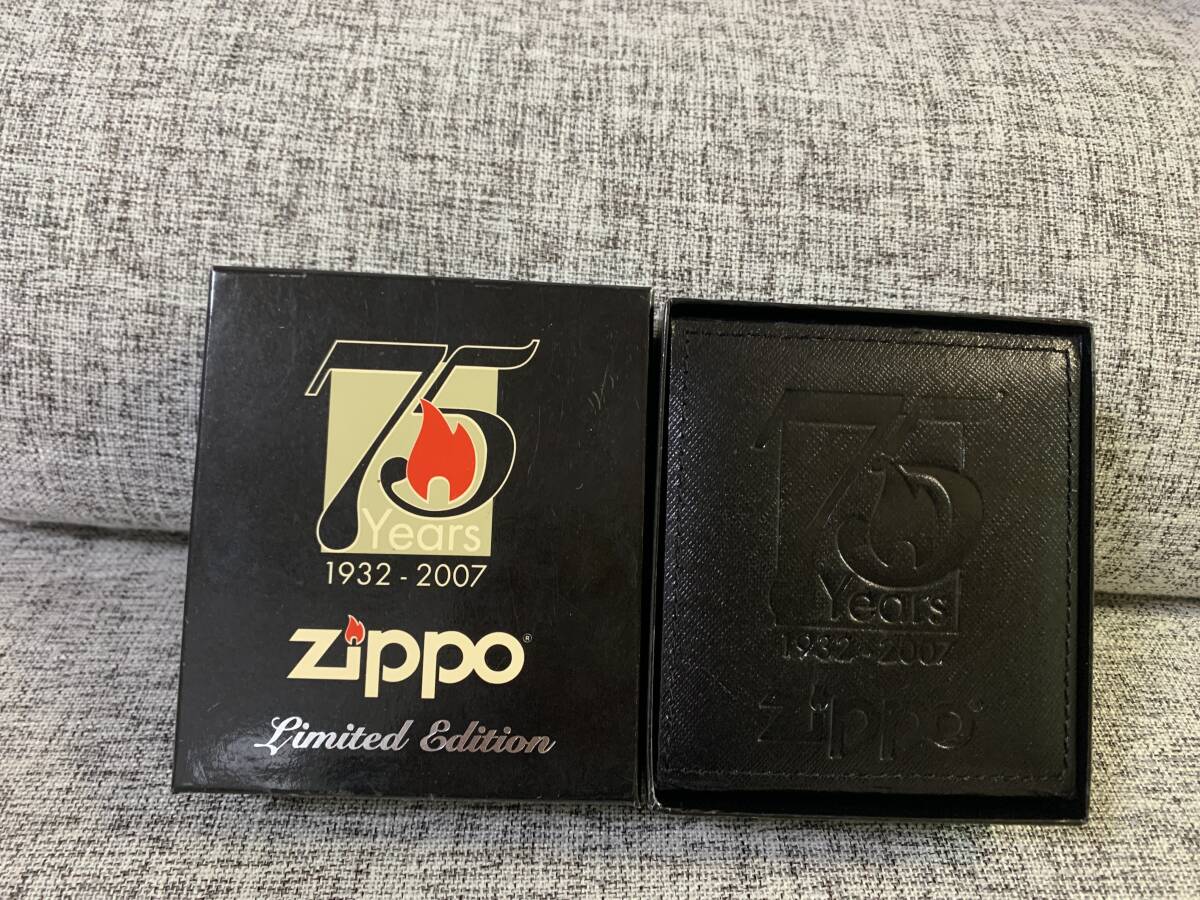 75
Years
1932 - 2007
Zippo®
Limited Edition
75
Years
1932 - 2007
Zippo